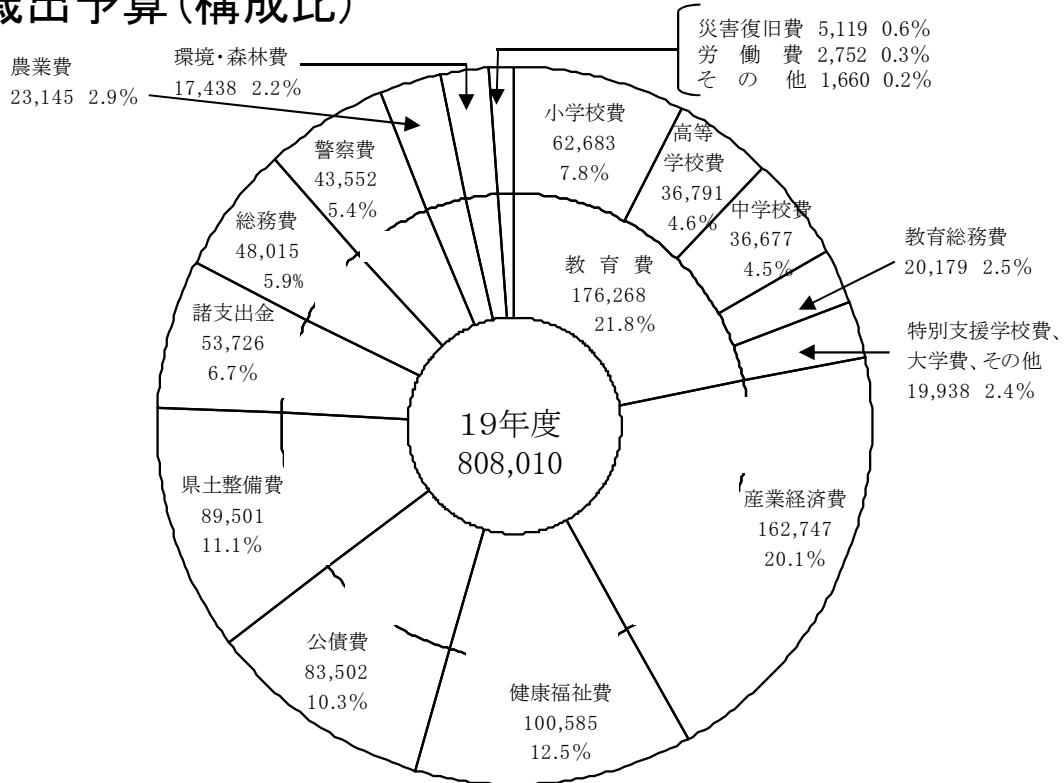 歳出予算(構成比)
災害復旧費 5,119 0.6%
労働費 2,752 0.3%
その他 1,660 0.2%
環境・森林費
17,438 2.2%
農業費
23,145 2.9%
小学校費
62,683
7.8%
高等
学校費
36,791
4.6%
中学校費
36,677
4.5%
教育総務費
20,179 2.5%
特別支援学校費、
大学費、その他
19,938 2.4%
教育費
176,268
21.8%
警察費
43,552
5.4%
総務費
48,015
5.9%
諸支出金
53,726
6.7%
19年度
808,010
県土整備費
89,501
11.1%
産業経済費
162,747
20.1%
公債費
83,502
10.3%
健康福祉費
100,585
12.5%